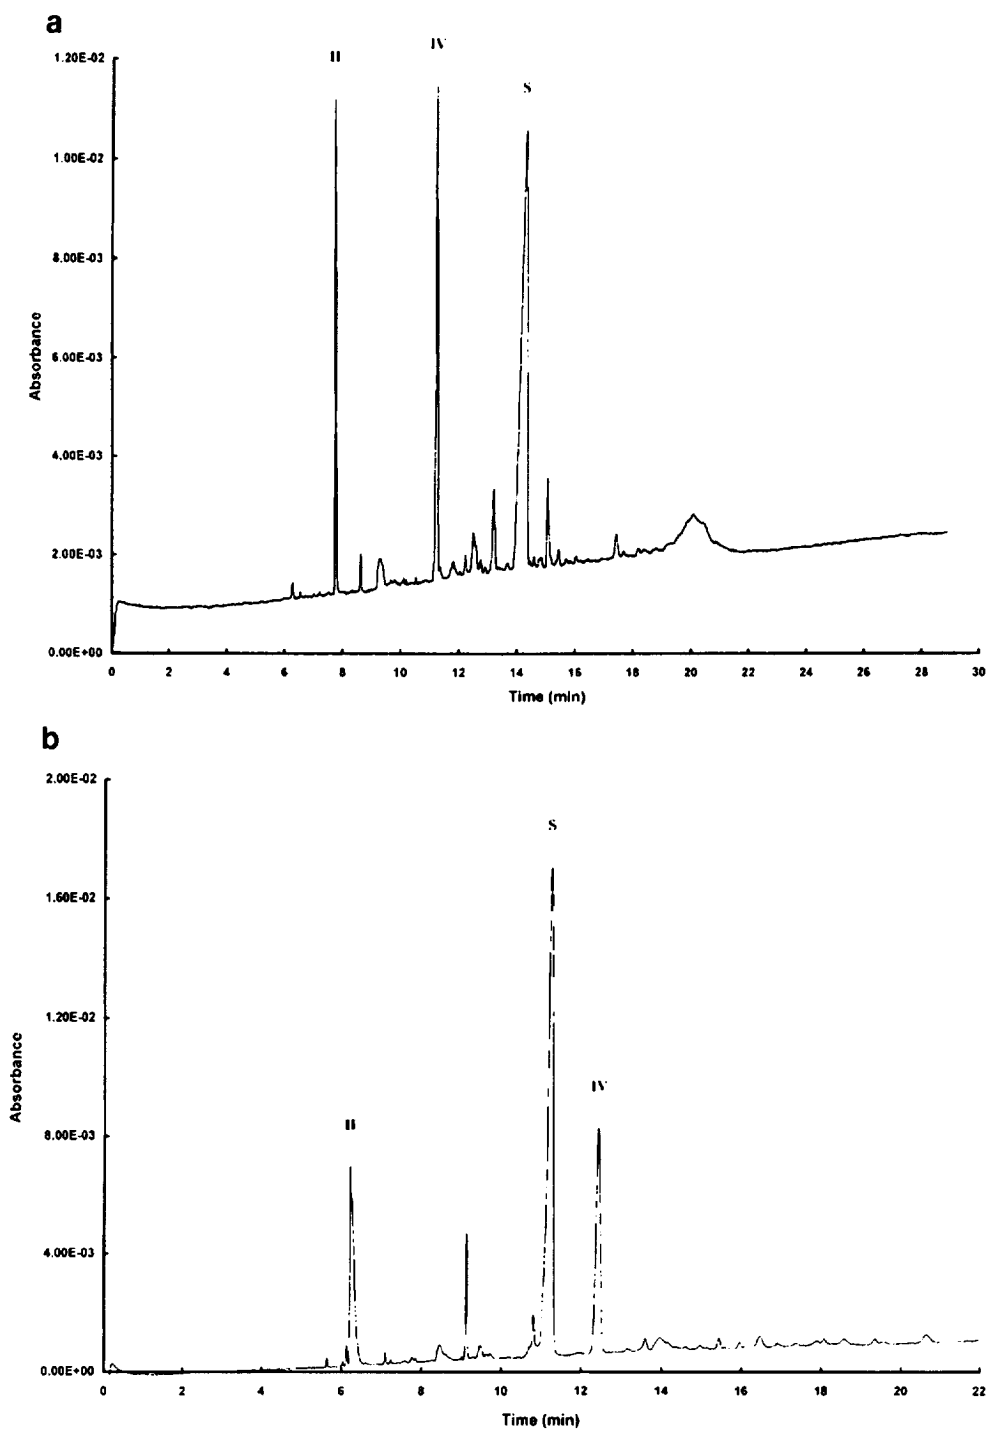 a
II
IV
S
1.20E-02
1.00E-02
8.00E-03
6.00E-03
4.00E-03
2.00E-03
0.00E+00
Absorbance
0 2 4 6 8 10 12 14 16 18 20 22 24 26 28 30
Time (min)
b
2.00E-02
1.60E-02
1.20E-02
8.00E-03
4.00E-03
0.00E+00
Absorbance
S
IV
II
0 2 4 6 8 10 12 14 16 18 20 22
Time (min)